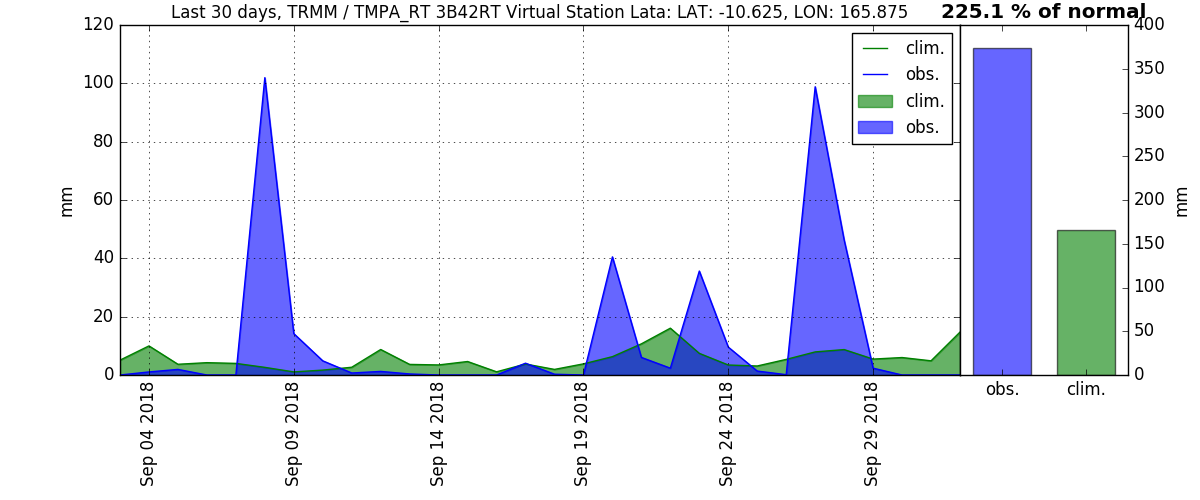 Last 30 days, TRMM / TMPA_RT 3B42RT Virtual Station Lata: LAT: -10.625, LON: 165.875
225.1 % of normal
120
100
80
60
40
20
0
mm
clim.
obs.
clim.
obs.
Sep 04 2018
Sep 09 2018
Sep 14 2018
Sep 19 2018
Sep 24 2018
Sep 29 2018
400
350
300
250
200
150
100
50
0
mm
obs.
clim.